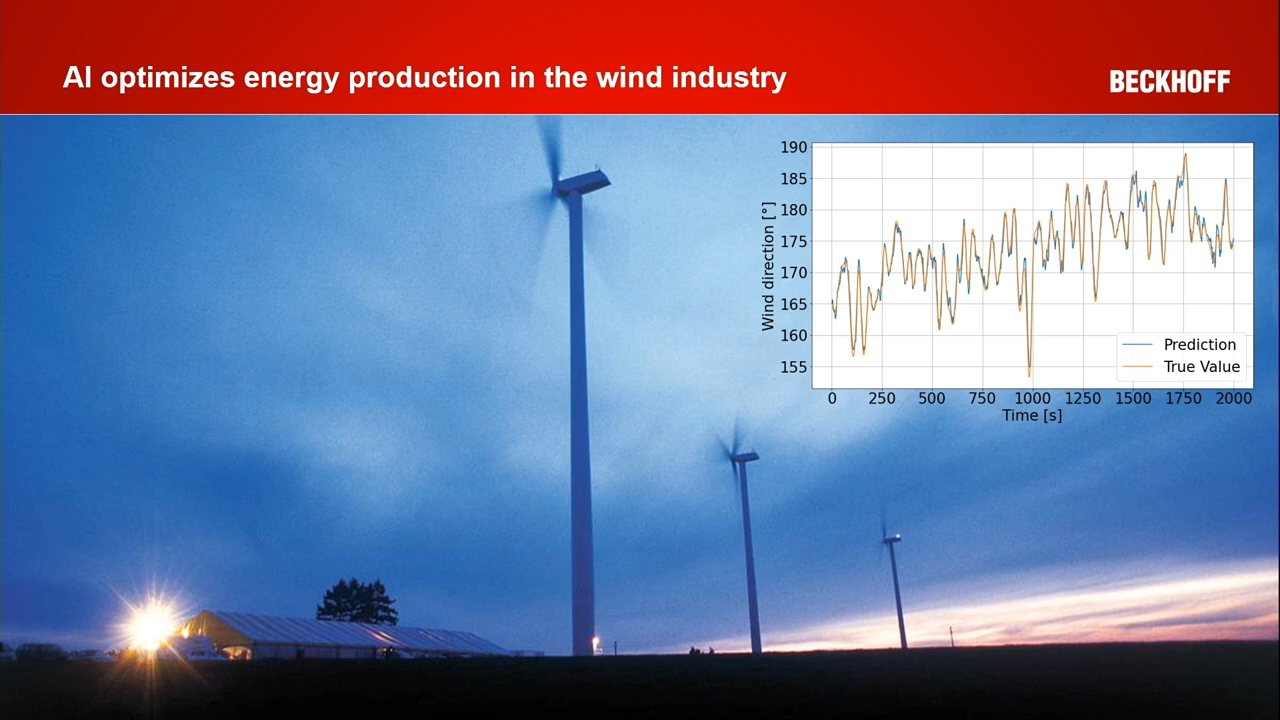 AI optimizes energy production in the wind industry
BECKHOFF
190
185
180
175
170
165
160
155
Wind direction [°]
Prediction
True Value
0 250 500 750 1000 1250 1500 1750 2000
Time [s]